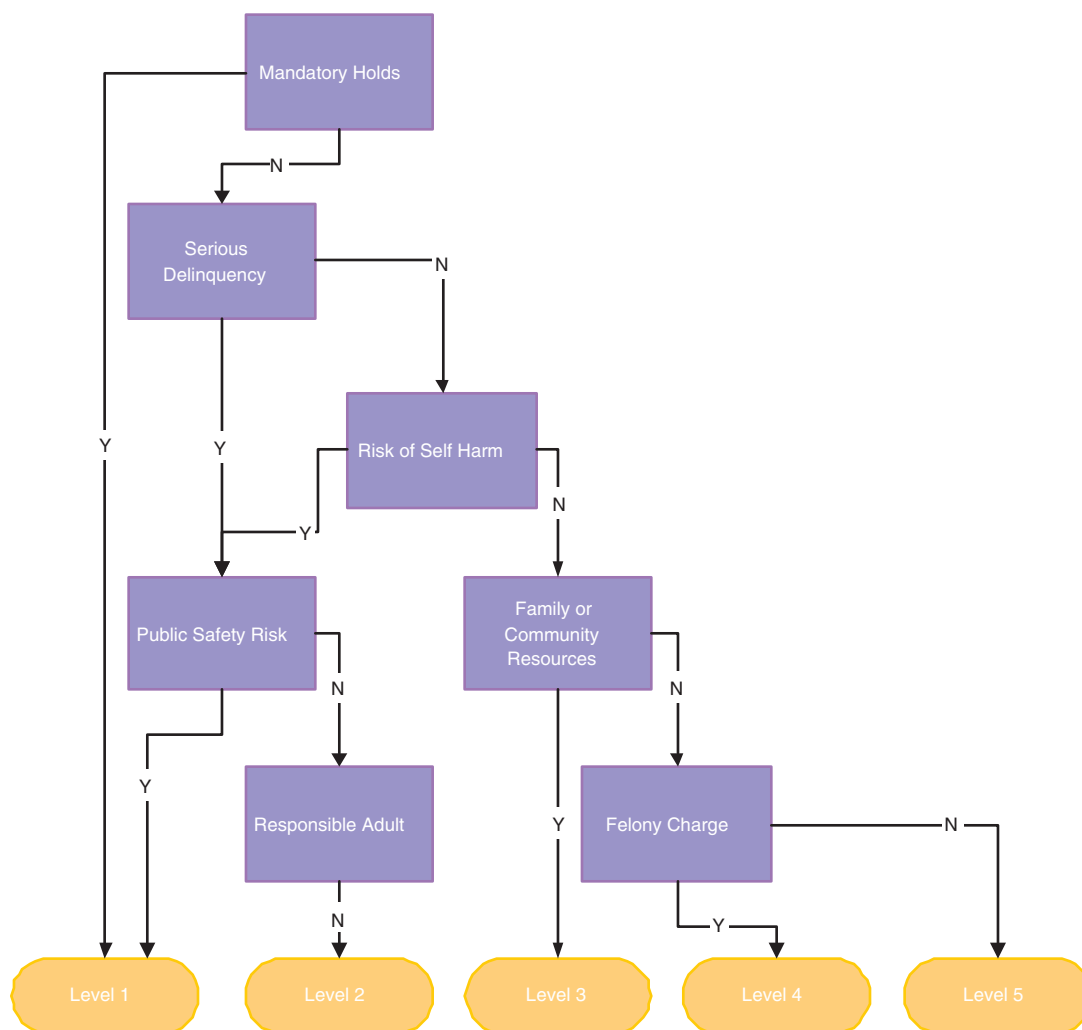 Mandatory Holds
N
Serious
Delinquency
N
Y
Y
Risk of Self Harm
N
Y
Public Safety Risk
Family or
Community
Resources
N
N
Y
Responsible Adult
Y
Felony Charge
N
N
Y
Level 1
Level 2
Level 3
Level 4
Level 5